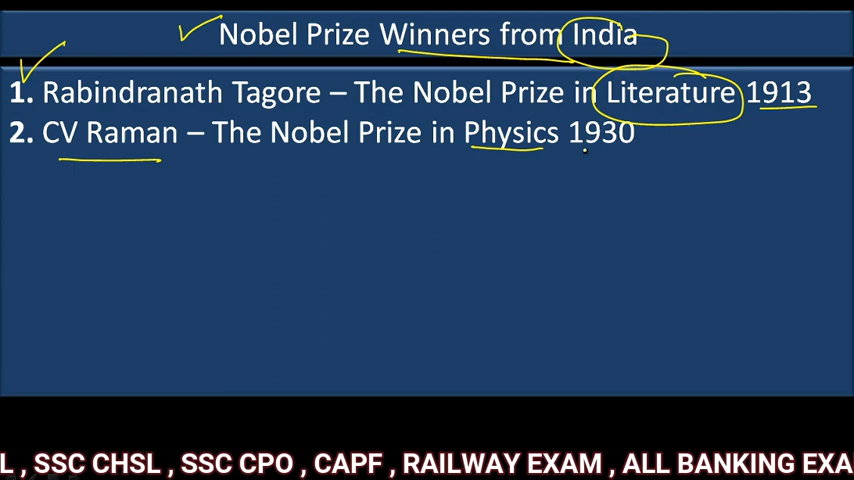 Nobel Prize Winners from India
1. Rabindranath Tagore – The Nobel Prize in Literature 1913
2. CV Raman – The Nobel Prize in Physics 1930
L , SSC CHSL , SSC CPO , CAPF , RAILWAY EXAM , ALL BANKING EXA